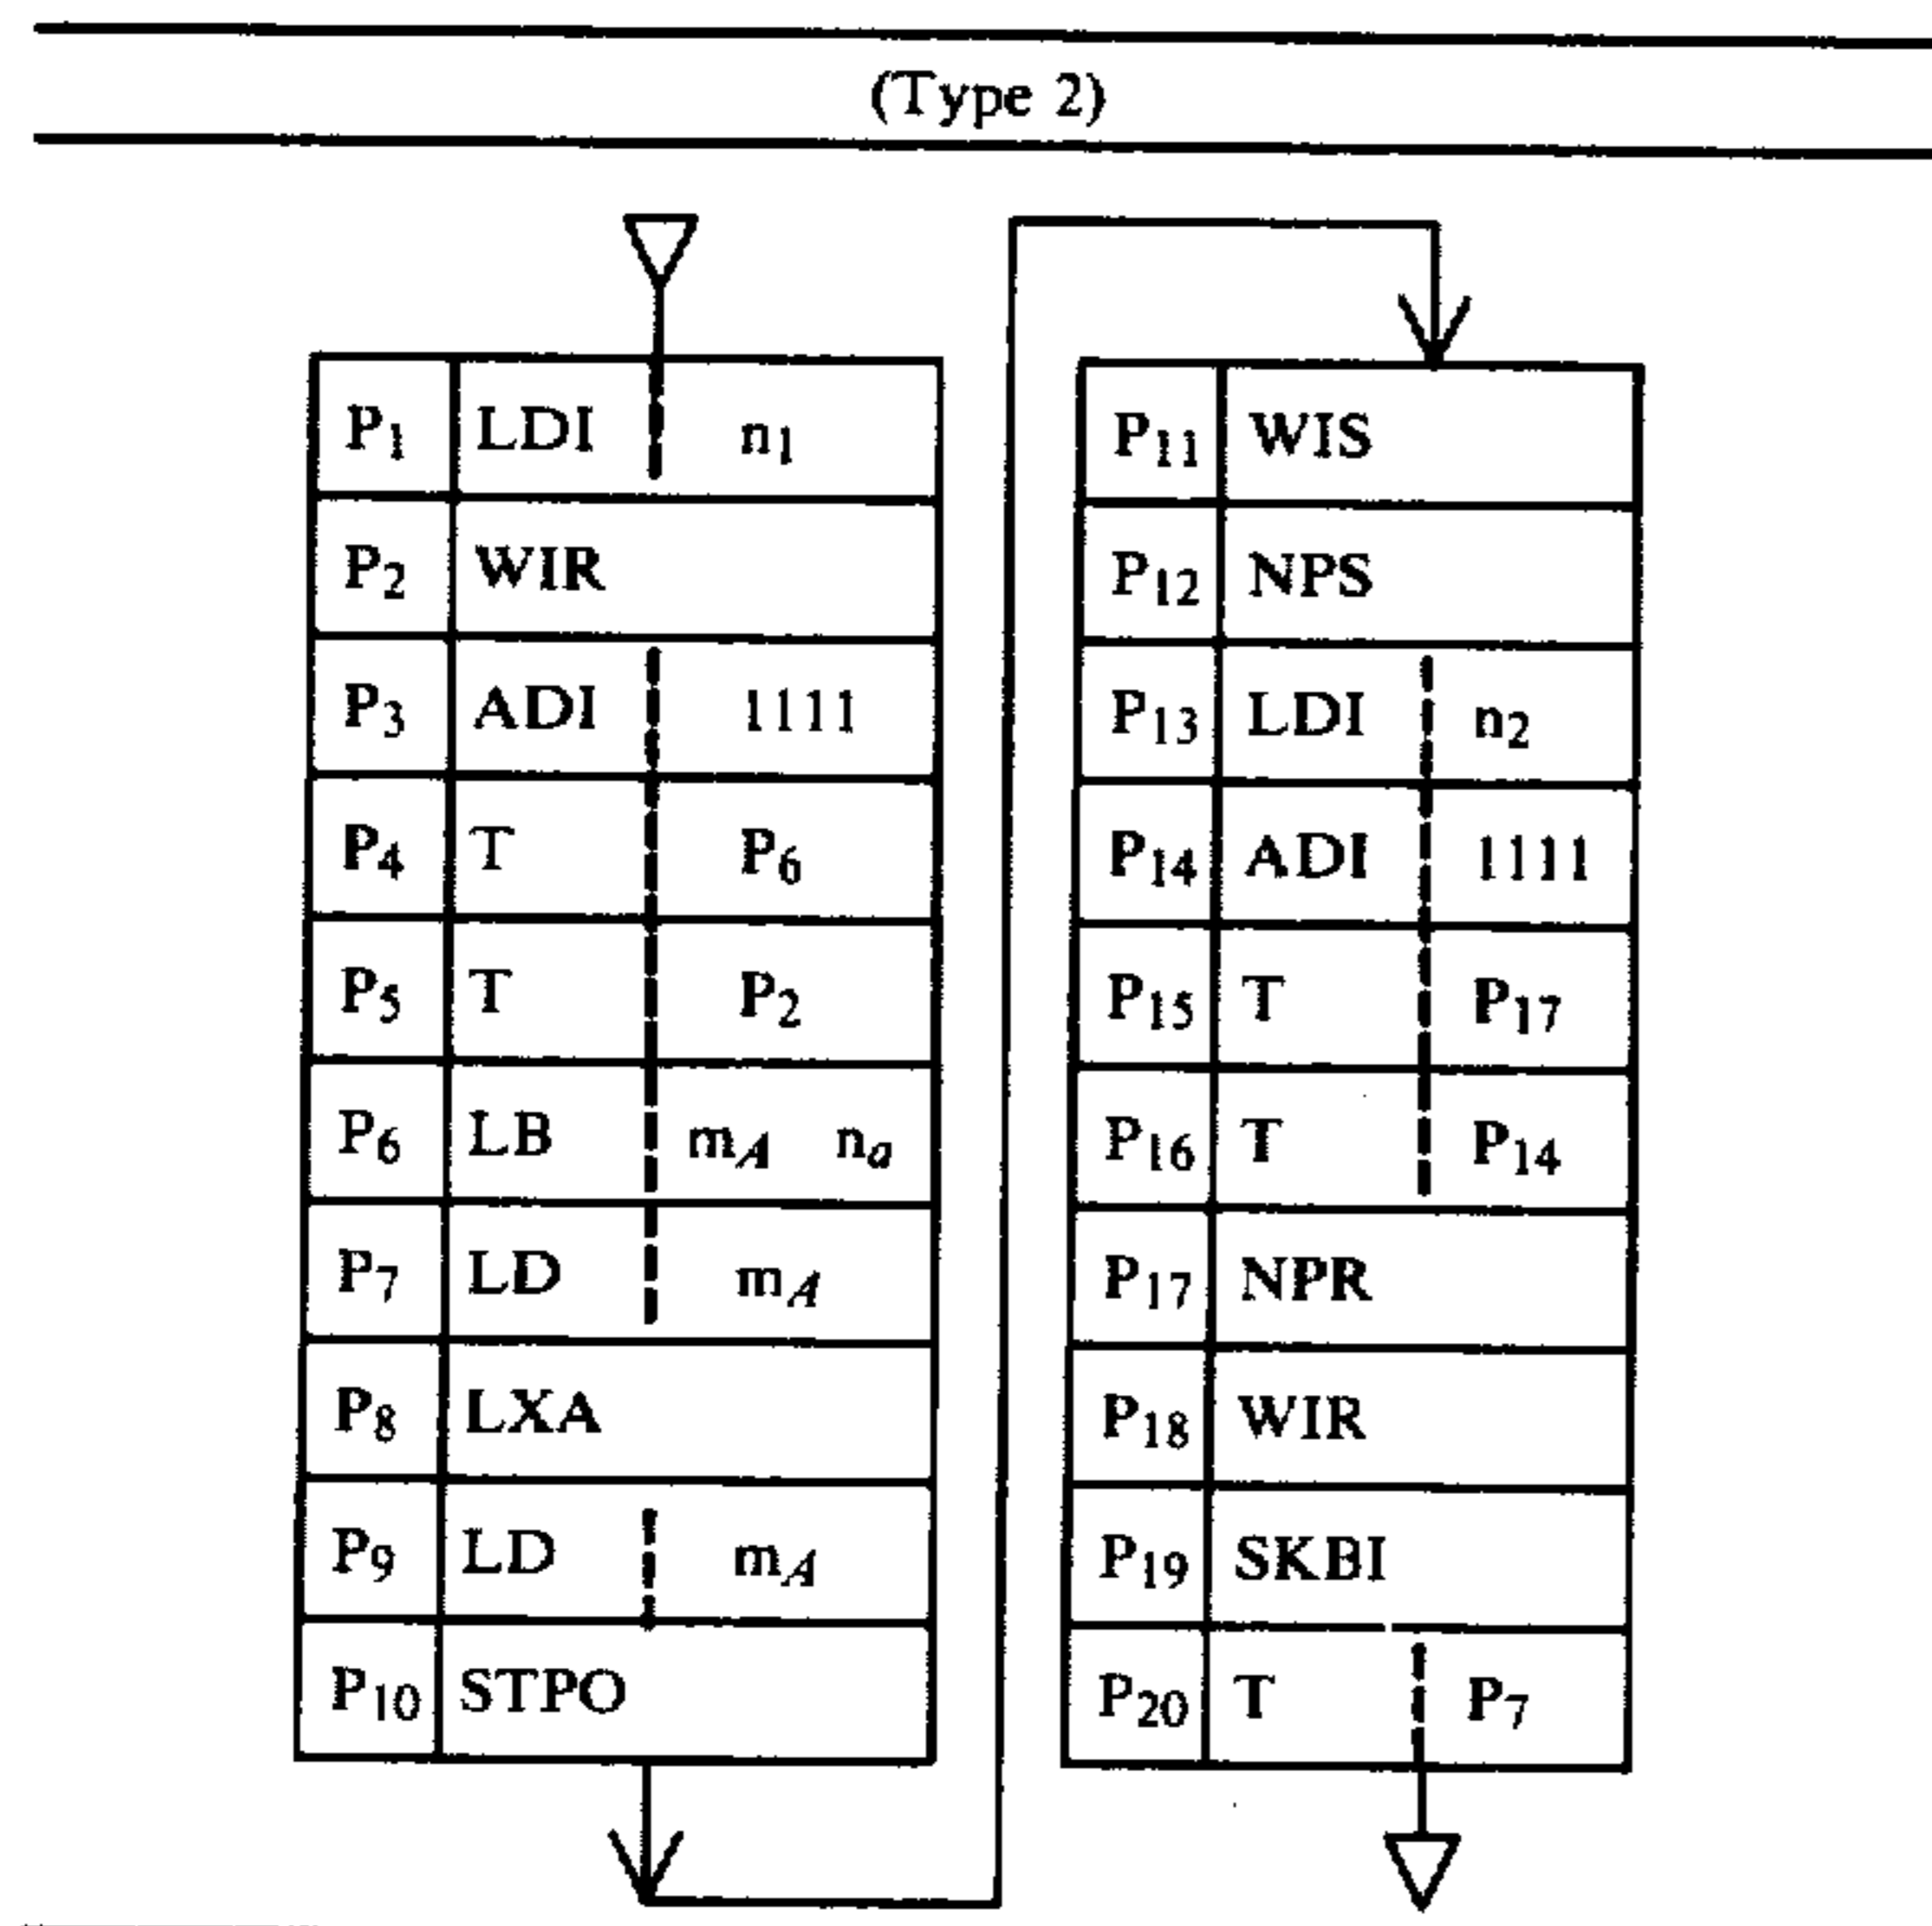 (Type 2)
P1 LDI n1
P2 WIR
P3 ADI 1111
P4 T P6
P5 T P2
P6 LB mA na
P7 LD mA
P8 LXA
P9 LD mA
P10 STPO
P11 WIS
P12 NPS
P13 LDI n2
P14 ADI 1111
P15 T P17
P16 T P14
P17 NPR
P18 WIR
P19 SKBI
P20 T P7